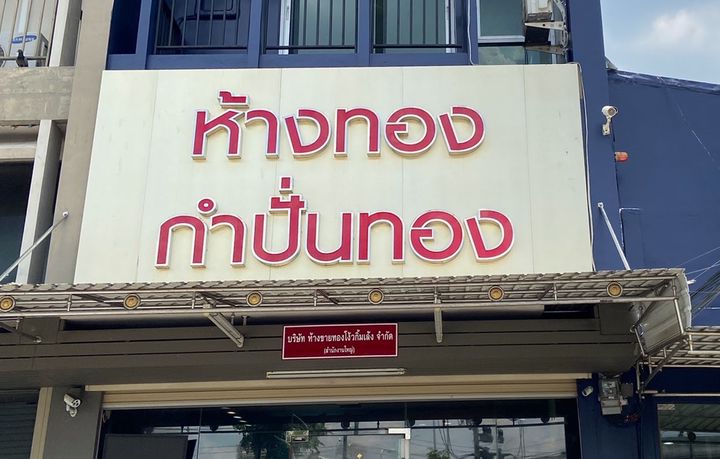 SAMSUNG
ห้างทอง
กำปั่นทอง
บริษัท ห้างขายทองโง้วกิ้มเล้ง จำกัด
(สำนักงานใหญ่)